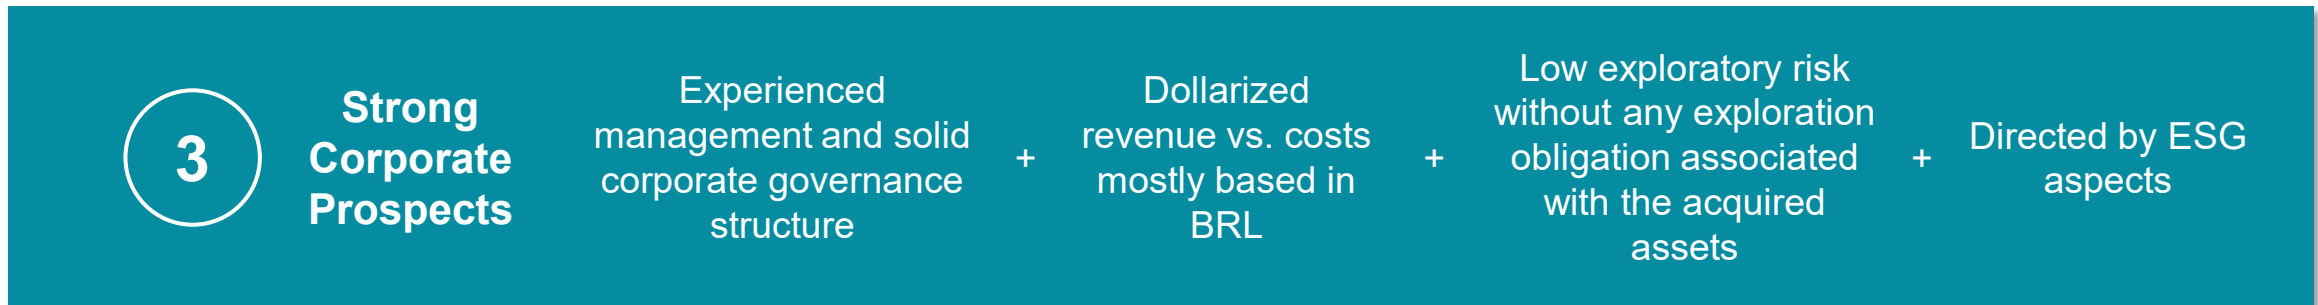 3
Strong
Corporate
Prospects
Experienced
management and solid
corporate governance
structure
+
Dollarized
revenue vs. costs
mostly based in
BRL
+
Low exploratory risk
without any exploration
obligation associated
with the acquired
assets
+
Directed by ESG
aspects